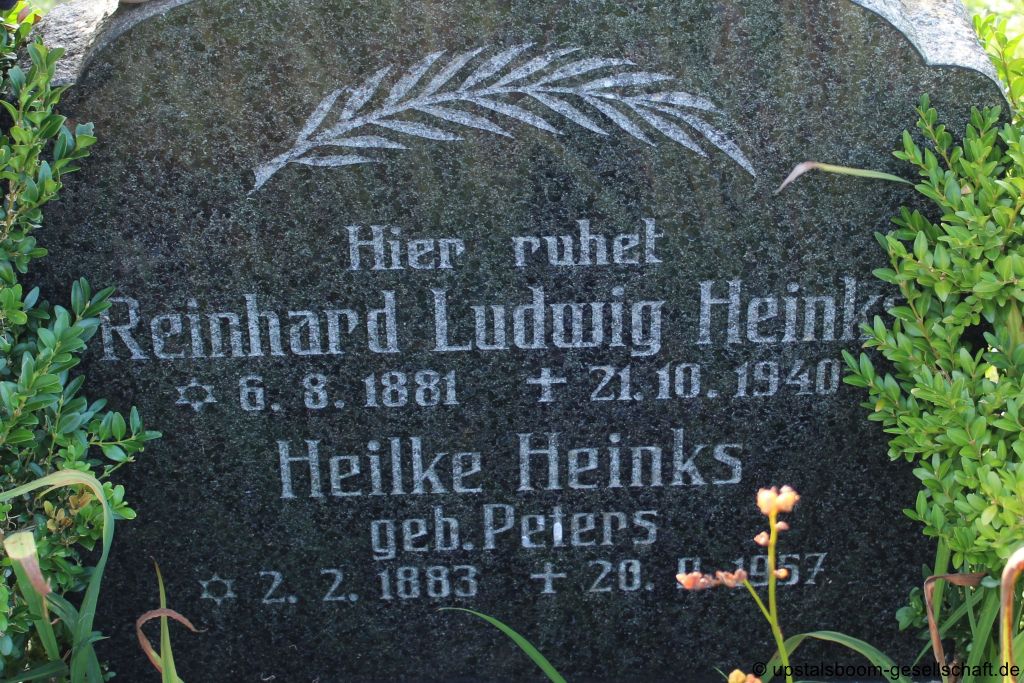 Hier ruhet
Reinhard Ludwig Heinks
✡ 6. 8. 1881 ✝ 21. 10. 1940
Heilke Heinks
geb. Peters
✡ 2. 2. 1883 ✝ 20. 1957
© upstalsboom-gesellschaft.de